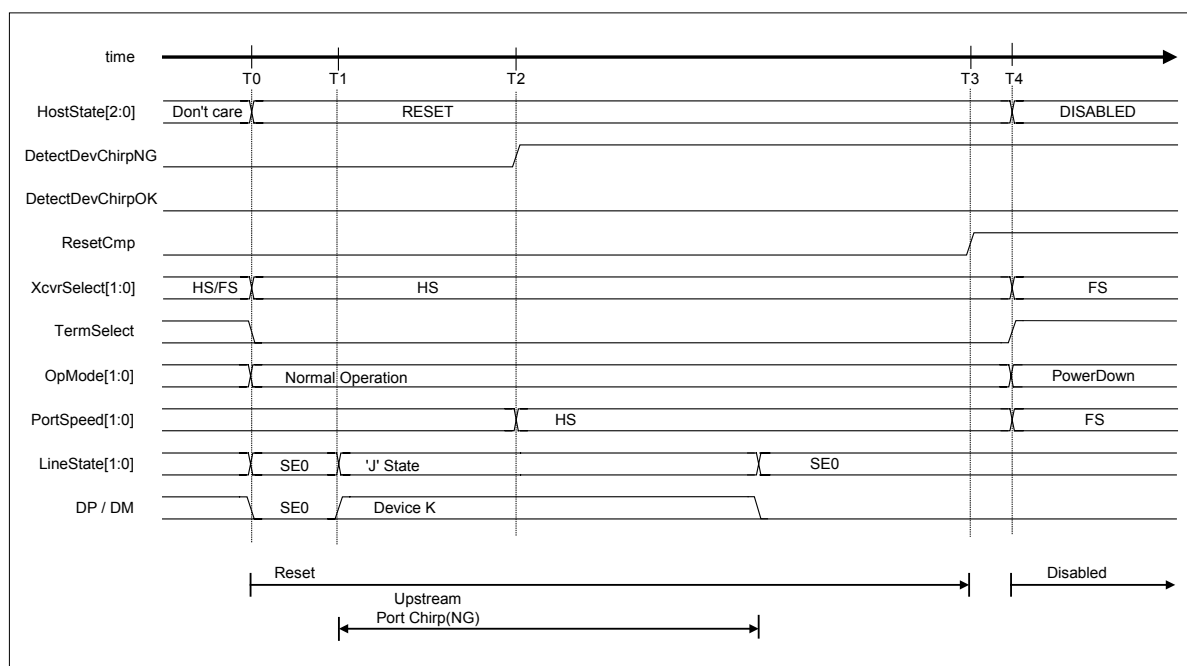 time
T0 T1 T2 T3 T4
HostState[2:0] Don't care RESET DISABLED
DetectDevChirpNG
DetectDevChirpOK
ResetCmp
XcvrSelect[1:0] HS/FS HS FS
TermSelect
OpMode[1:0] Normal Operation PowerDown
PortSpeed[1:0] HS FS
LineState[1:0] SE0 'J' State SE0
DP / DM SE0 Device K
Reset Disabled
Upstream
Port Chirp(NG)